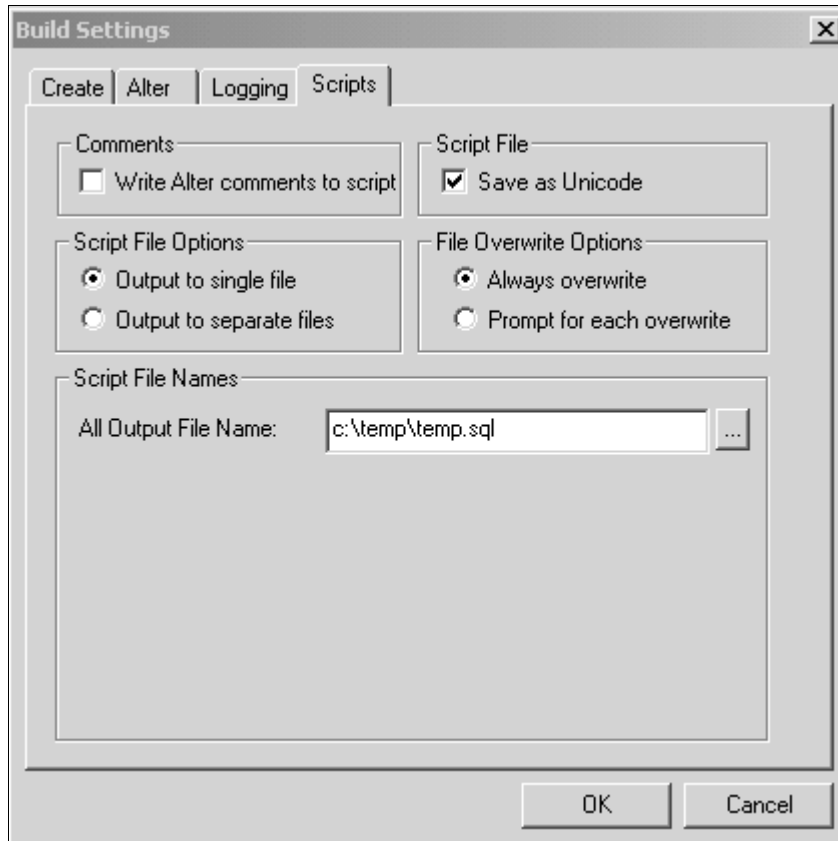 Build Settings
Create Alter Logging Scripts
Comments
Write Alter comments to script
Script File
Save as Unicode
Script File Options
Output to single file
Output to separate files
File Overwrite Options
Always overwrite
Prompt for each overwrite
Script File Names
All Output File Name: c:\temp\temp.sql ...
OK Cancel